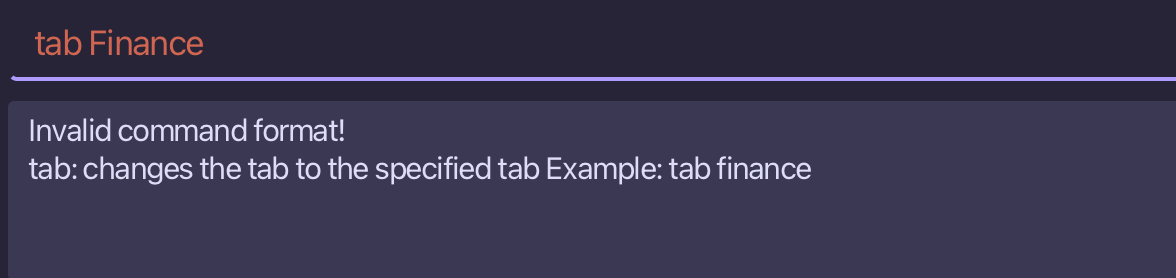 tab Finance
Invalid command format!
tab: changes the tab to the specified tab Example: tab finance